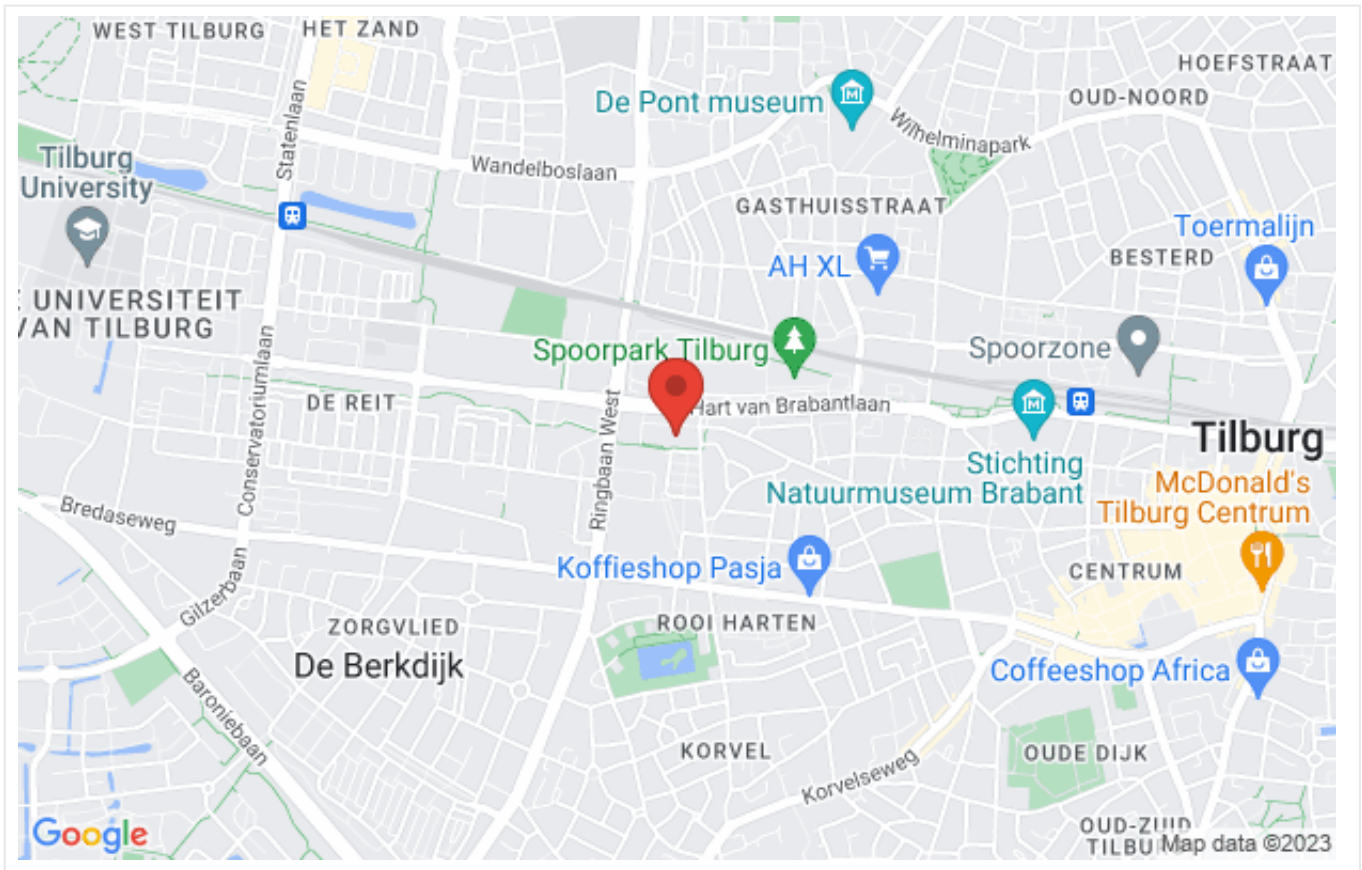 WEST TILBURG
HET ZAND
HOEFSTRAAT
De Pont museum
OUD-NOORD
Wilhelminapark
Statenlaan
Tilburg
University
Wandelboslaan
GASTHUISSTRAAT
Toermalijn
BESTERD
AH XL
E UNIVERSITEIT
VAN TILBURG
Spoorpark Tilburg
Spoorzone
Conservatoriumlaan
DE REIT
Ringbaan West
Hart van Brabantlaan
Tilburg
Stichting
Natuurmuseum Brabant
McDonald's
Tilburg Centrum
Bredaseweg
Koffieshop Pasja
CENTRUM
Gilzerbaan
ZORGVLIED
ROOI HARTEN
De Berkdijk
Coffeeshop Africa
Baroniebaan
KORVEL
OUDE DIJK
Korvelseweg
OUD-ZUID
TILBU
Google
Map data ©2023